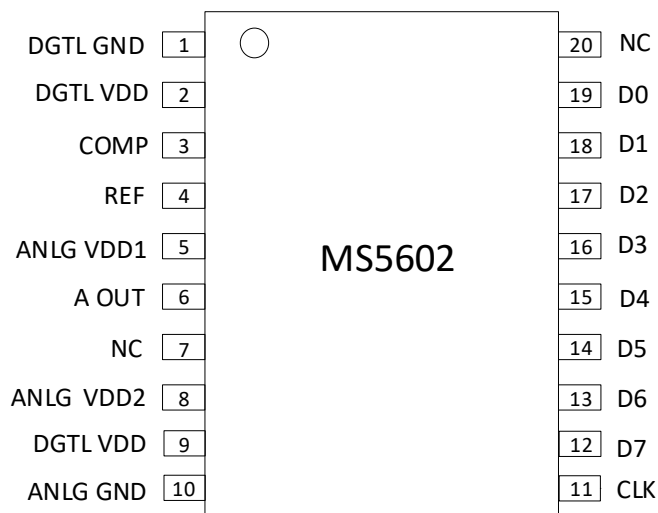 DGTL GND 1 20 NC
DGTL VDD 2 19 D0
COMP 3 18 D1
REF 4 17 D2
ANLG VDD1 5 16 D3
MS5602
A OUT 6 15 D4
NC 7 14 D5
ANLG VDD2 8 13 D6
DGTL VDD 9 12 D7
ANLG GND 10 11 CLK